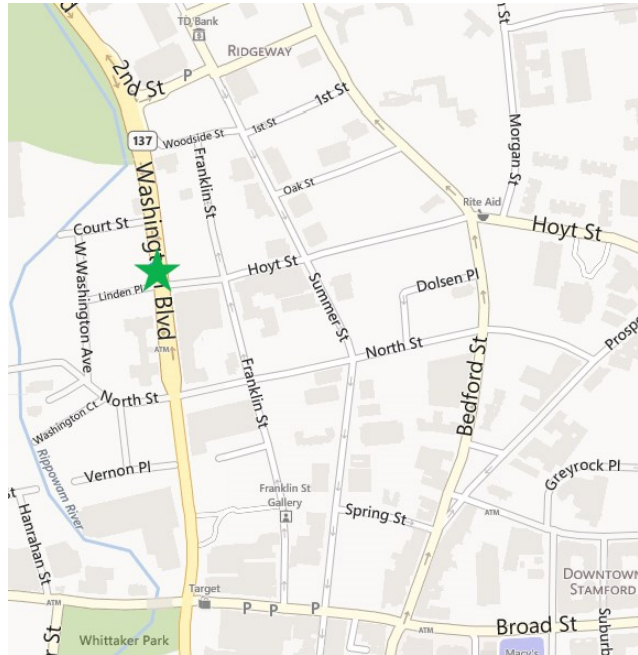 TD Bank
RIDGEWAY
2nd St
P
1st St
137
Woodside St
1st St
Morgan St
Washingt
Blvd
Franklin St
Oak St
Rite Aid
Court St
Hoyt St
W Washington Ave
Hoyt St
Linden Pl
Dolsen Pl
Summer St
ATM
North St
Bedford St
Prospe
North St
Franklin St
Washington Ct
Rippowam River
Vernon Pl
Greyrock Pl
Franklin St
Gallery
Hanrahan St
Spring St
ATM
DOWNTOWN
STAMFORD
Target
ATM
P P P
Broad St
ATM
Suburb
Whittaker Park
Macy's